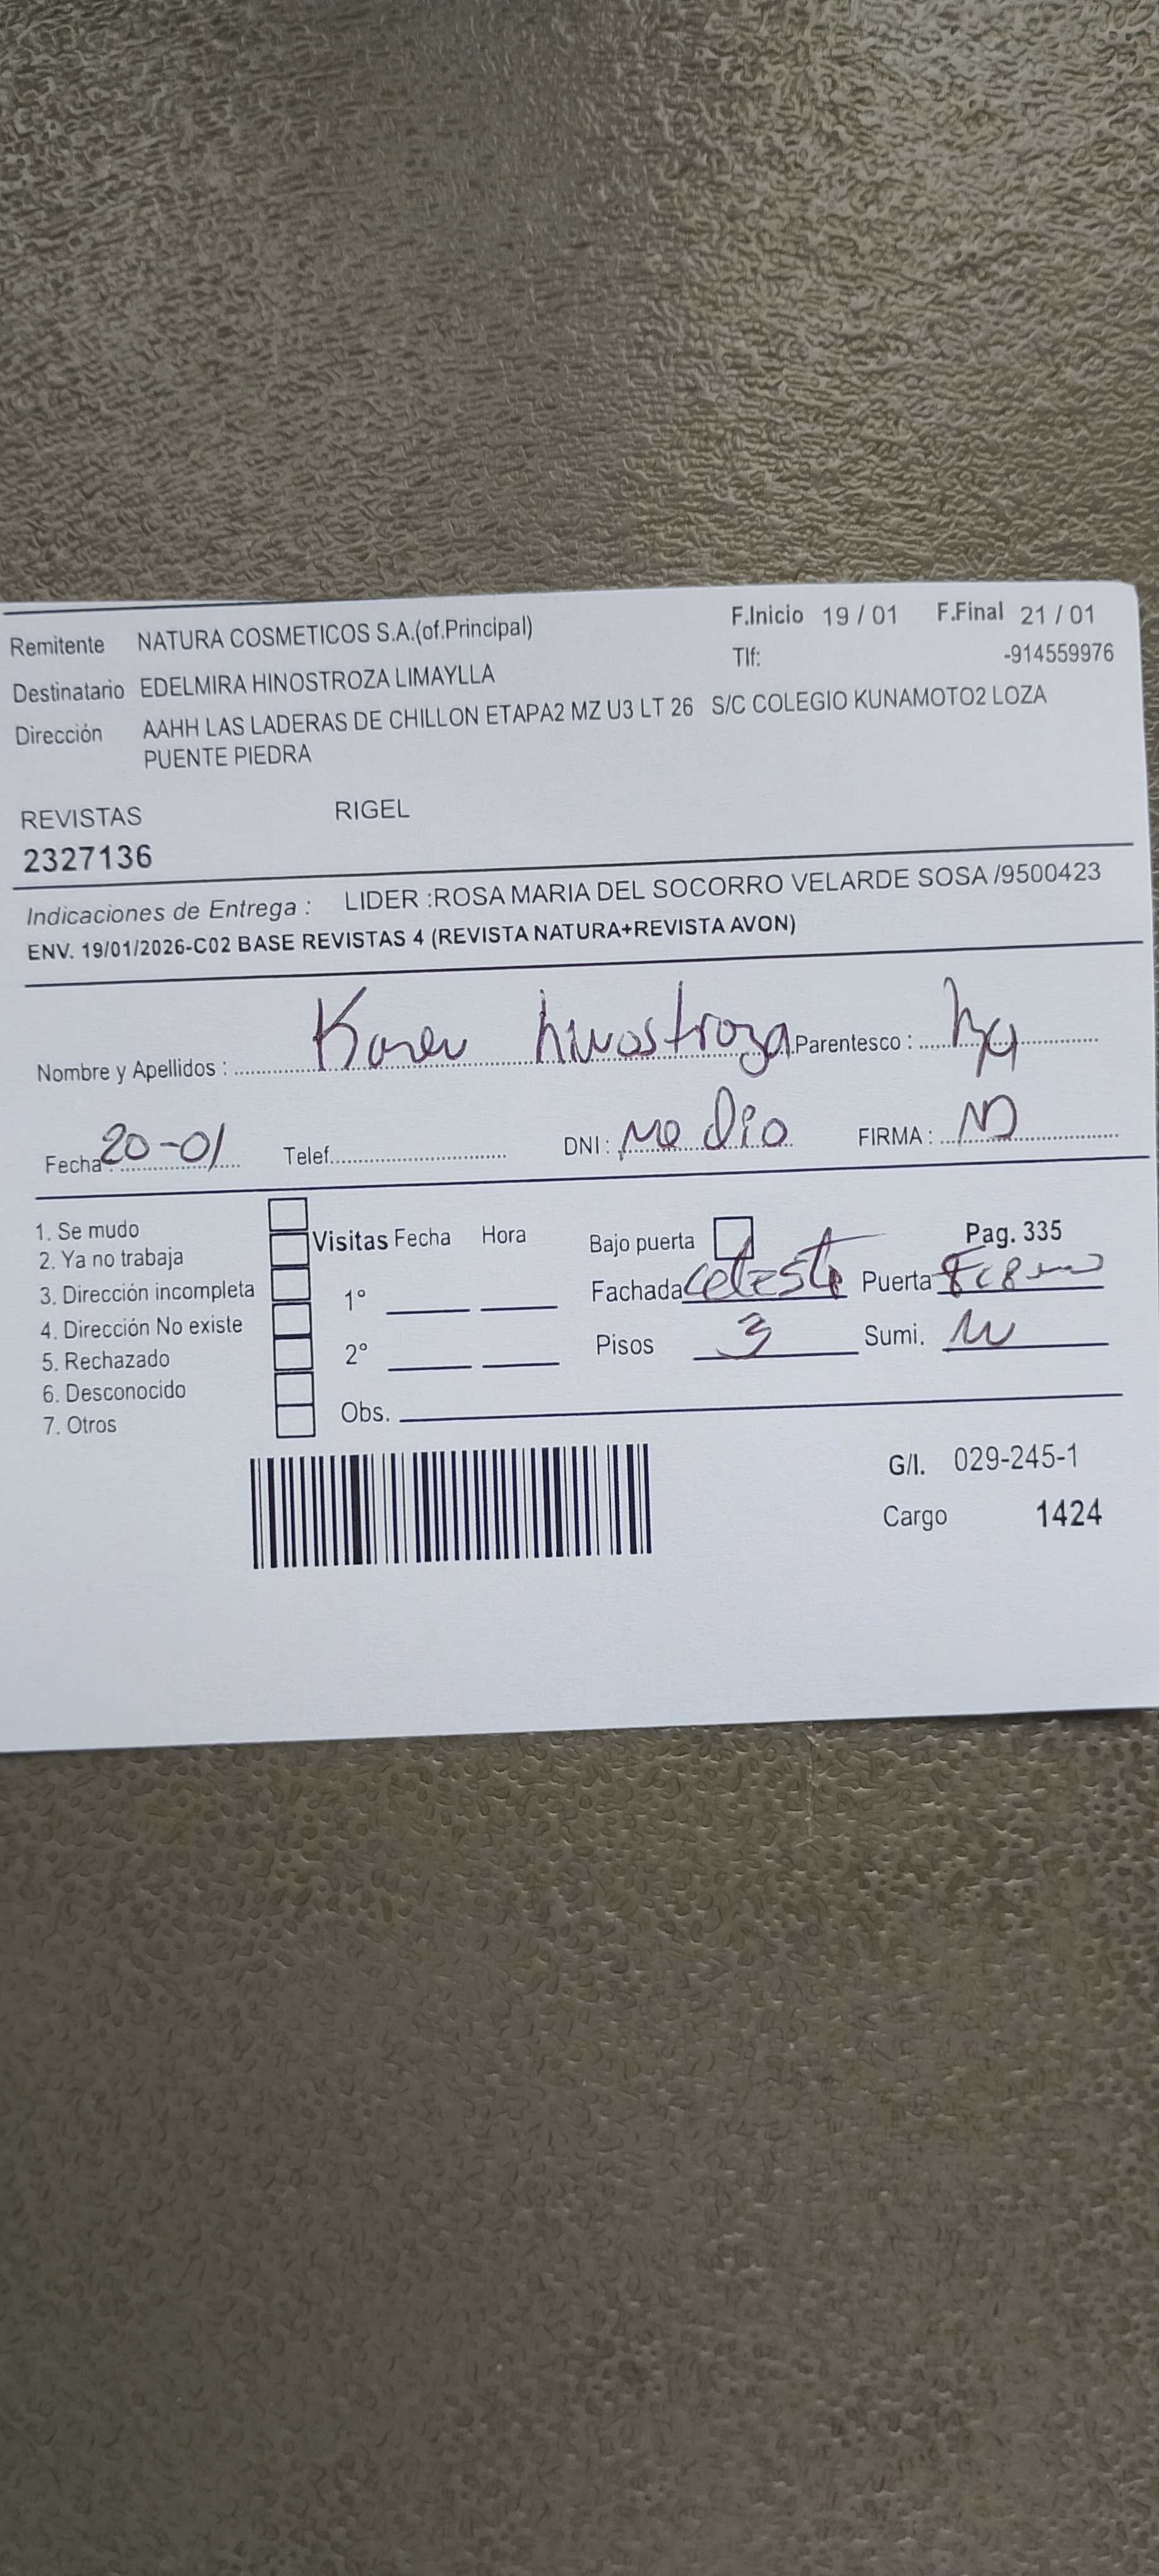 Remitente NATURA COSMETICOS S.A.(of.Principal) F.Inicio 19 / 01 F.Final 21 / 01
Destinatario EDELMIRA HINOSTROZA LIMAYLLA Tlf: -914559976
Dirección AAHH LAS LADERAS DE CHILLON ETAPA2 MZ U3 LT 26 S/C COLEGIO KUNAMOTO2 LOZA
PUENTE PIEDRA
REVISTAS RIGEL
2327136
Indicaciones de Entrega : LIDER :ROSA MARIA DEL SOCORRO VELARDE SOSA /9500423
ENV. 19/01/2026-C02 BASE REVISTAS 4 (REVISTA NATURA+REVISTA AVON)
Nombre y Apellidos : Karen hinostroza Parentesco :
Fecha : 20-01 Telef. DNI : No dio FIRMA :
1. Se mudo
2. Ya no trabaja
3. Dirección incompleta
4. Dirección No existe
5. Rechazado
6. Desconocido
7. Otros
Visitas Fecha Hora
1°
2°
Obs.
Bajo puerta Pag. 335
Fachada celeste Puerta
Pisos 3 Sumi.
G/I. 029-245-1
Cargo 1424